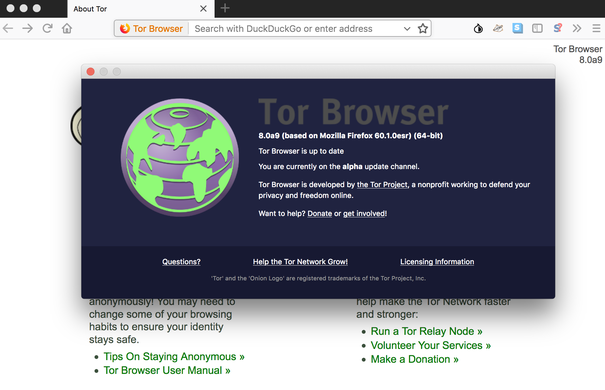 About Tor
Tor Browser
Search with DuckDuckGo or enter address
Tor Browser
8.0a9
Tor Browser
8.0a9 (based on Mozilla Firefox 60.1.0esr) (64-bit)
Tor Browser is up to date
You are currently on the alpha update channel.
Tor Browser is developed by the Tor Project, a nonprofit working to defend your
privacy and freedom online.
Want to help? Donate or get involved!
Questions?
Help the Tor Network Grow!
Licensing Information
'Tor' and the 'Onion Logo' are registered trademarks of the Tor Project, Inc.
anonymously! You may need to
change some of your browsing
habits to ensure your identity
stays safe.
Tips On Staying Anonymous »
Tor Browser User Manual »
help make the Tor Network faster
and stronger:
Run a Tor Relay Node »
Volunteer Your Services »
Make a Donation »